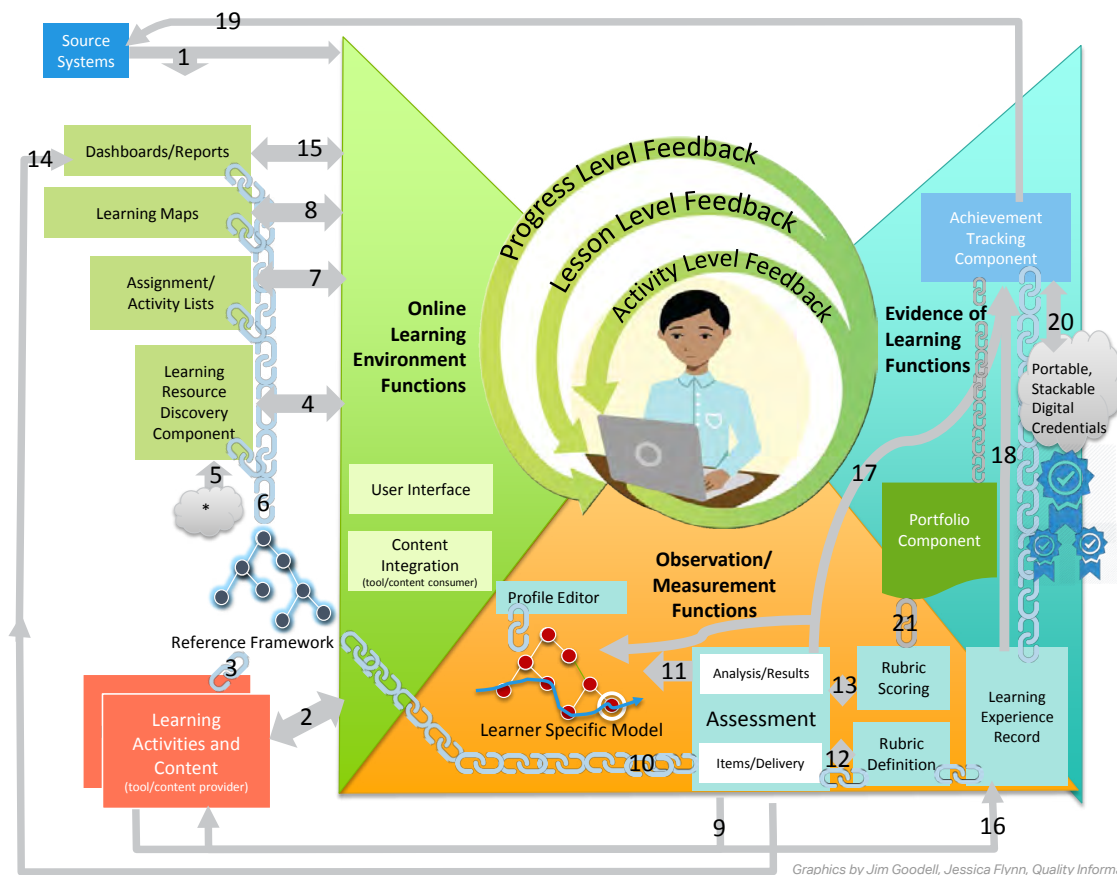 19
Source
Systems
1
14
Dashboards/Reports
15
Learning Maps
8
Assignment/
Activity Lists
7
Learning
Resource
Discovery
Component
4
5
*
6
Reference Framework
3
Learning
Activities and
Content
(tool/content provider)
2
Online
Learning
Environment
Functions
User Interface
Content
Integration
(tool/content consumer)
Progress Level Feedback
Lesson Level Feedback
Activity Level Feedback
Evidence of
Learning
Functions
Achievement
Tracking
Component
20
Portable,
Stackable
Digital
Credentials
17
18
Portfolio
Component
Observation/
Measurement
Functions
Profile Editor
Learner Specific Model
11
Analysis/Results
Assessment
Items/Delivery
10
13
12
21
Rubric
Scoring
Rubric
Definition
Learning
Experience
Record
9
16
Graphics by Jim Goodell, Jessica Flynn, Quality Inform